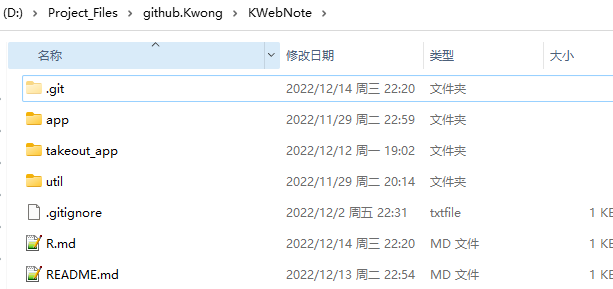 (D:) > Project_Files > github.Kwong > KWebNote >
名称 修改日期 类型 大小
.git 2022/12/14 周三 22:20 文件夹
app 2022/11/29 周二 22:59 文件夹
takeout_app 2022/12/12 周一 19:02 文件夹
util 2022/11/29 周二 20:14 文件夹
.gitignore 2022/12/2 周五 22:31 txtfile 1 KB
R.md 2022/12/14 周三 22:20 MD 文件 1 KB
README.md 2022/12/13 周二 22:54 MD 文件 1 KB